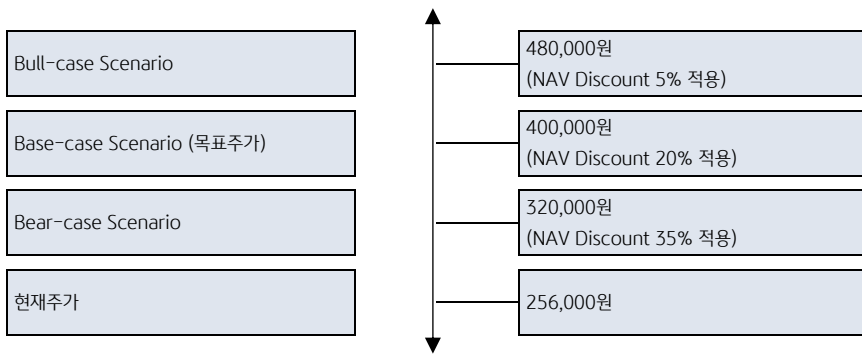 Bull-case Scenario
480,000원
(NAV Discount 5% 적용)
Base-case Scenario (목표주가)
400,000원
(NAV Discount 20% 적용)
Bear-case Scenario
320,000원
(NAV Discount 35% 적용)
현재주가
256,000원